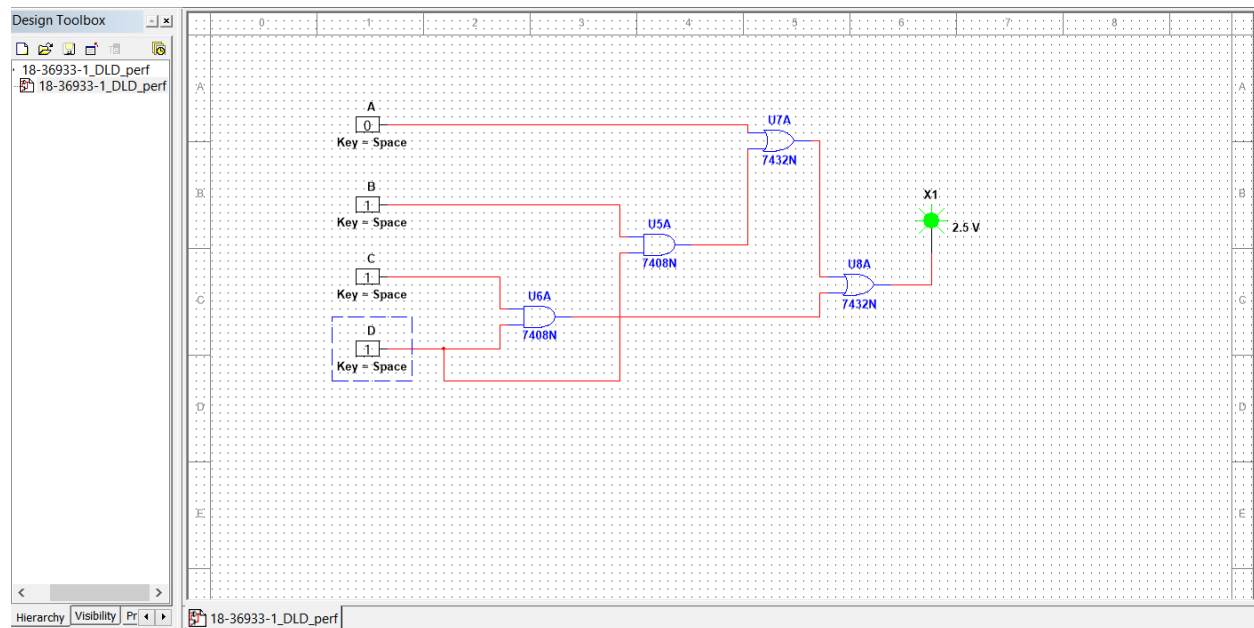 Design Toolbox
18-36933-1_DLD_perf
18-36933-1_DLD_perf
Hierarchy Visibility Pr
0 1 2 3 4 5 6 7 8
A A
B B
C C
D D
E E
A
0
Key = Space
B
1
Key = Space
C
1
Key = Space
D
1
Key = Space
U7A
7432N
U5A
7408N
U6A
7408N
U8A
7432N
X1
2.5 V
18-36933-1_DLD_perf